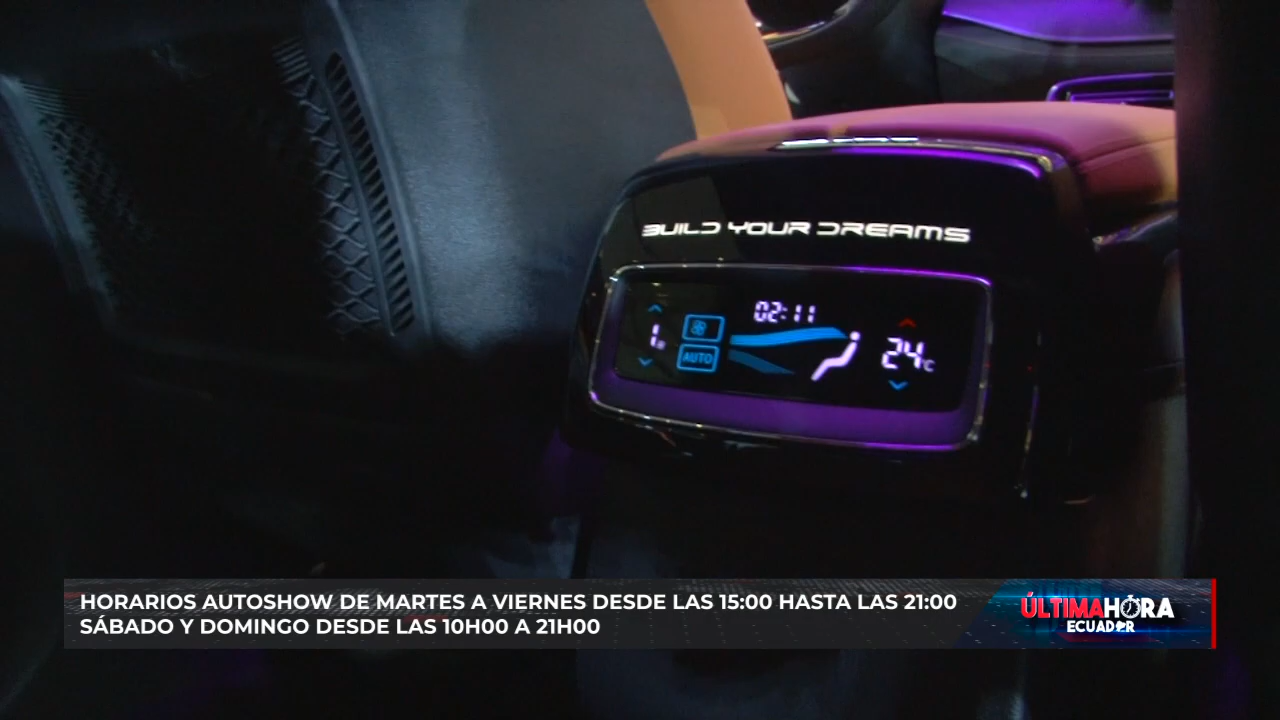 BUILD YOUR DREAMS
02:11
1
AUTO
24°C
HORARIOS AUTOSHOW DE MARTES A VIERNES DESDE LAS 15:00 HASTA LAS 21:00
SÁBADO Y DOMINGO DESDE LAS 10H00 A 21H00
ÚLTIMAHORA
ECUADOR